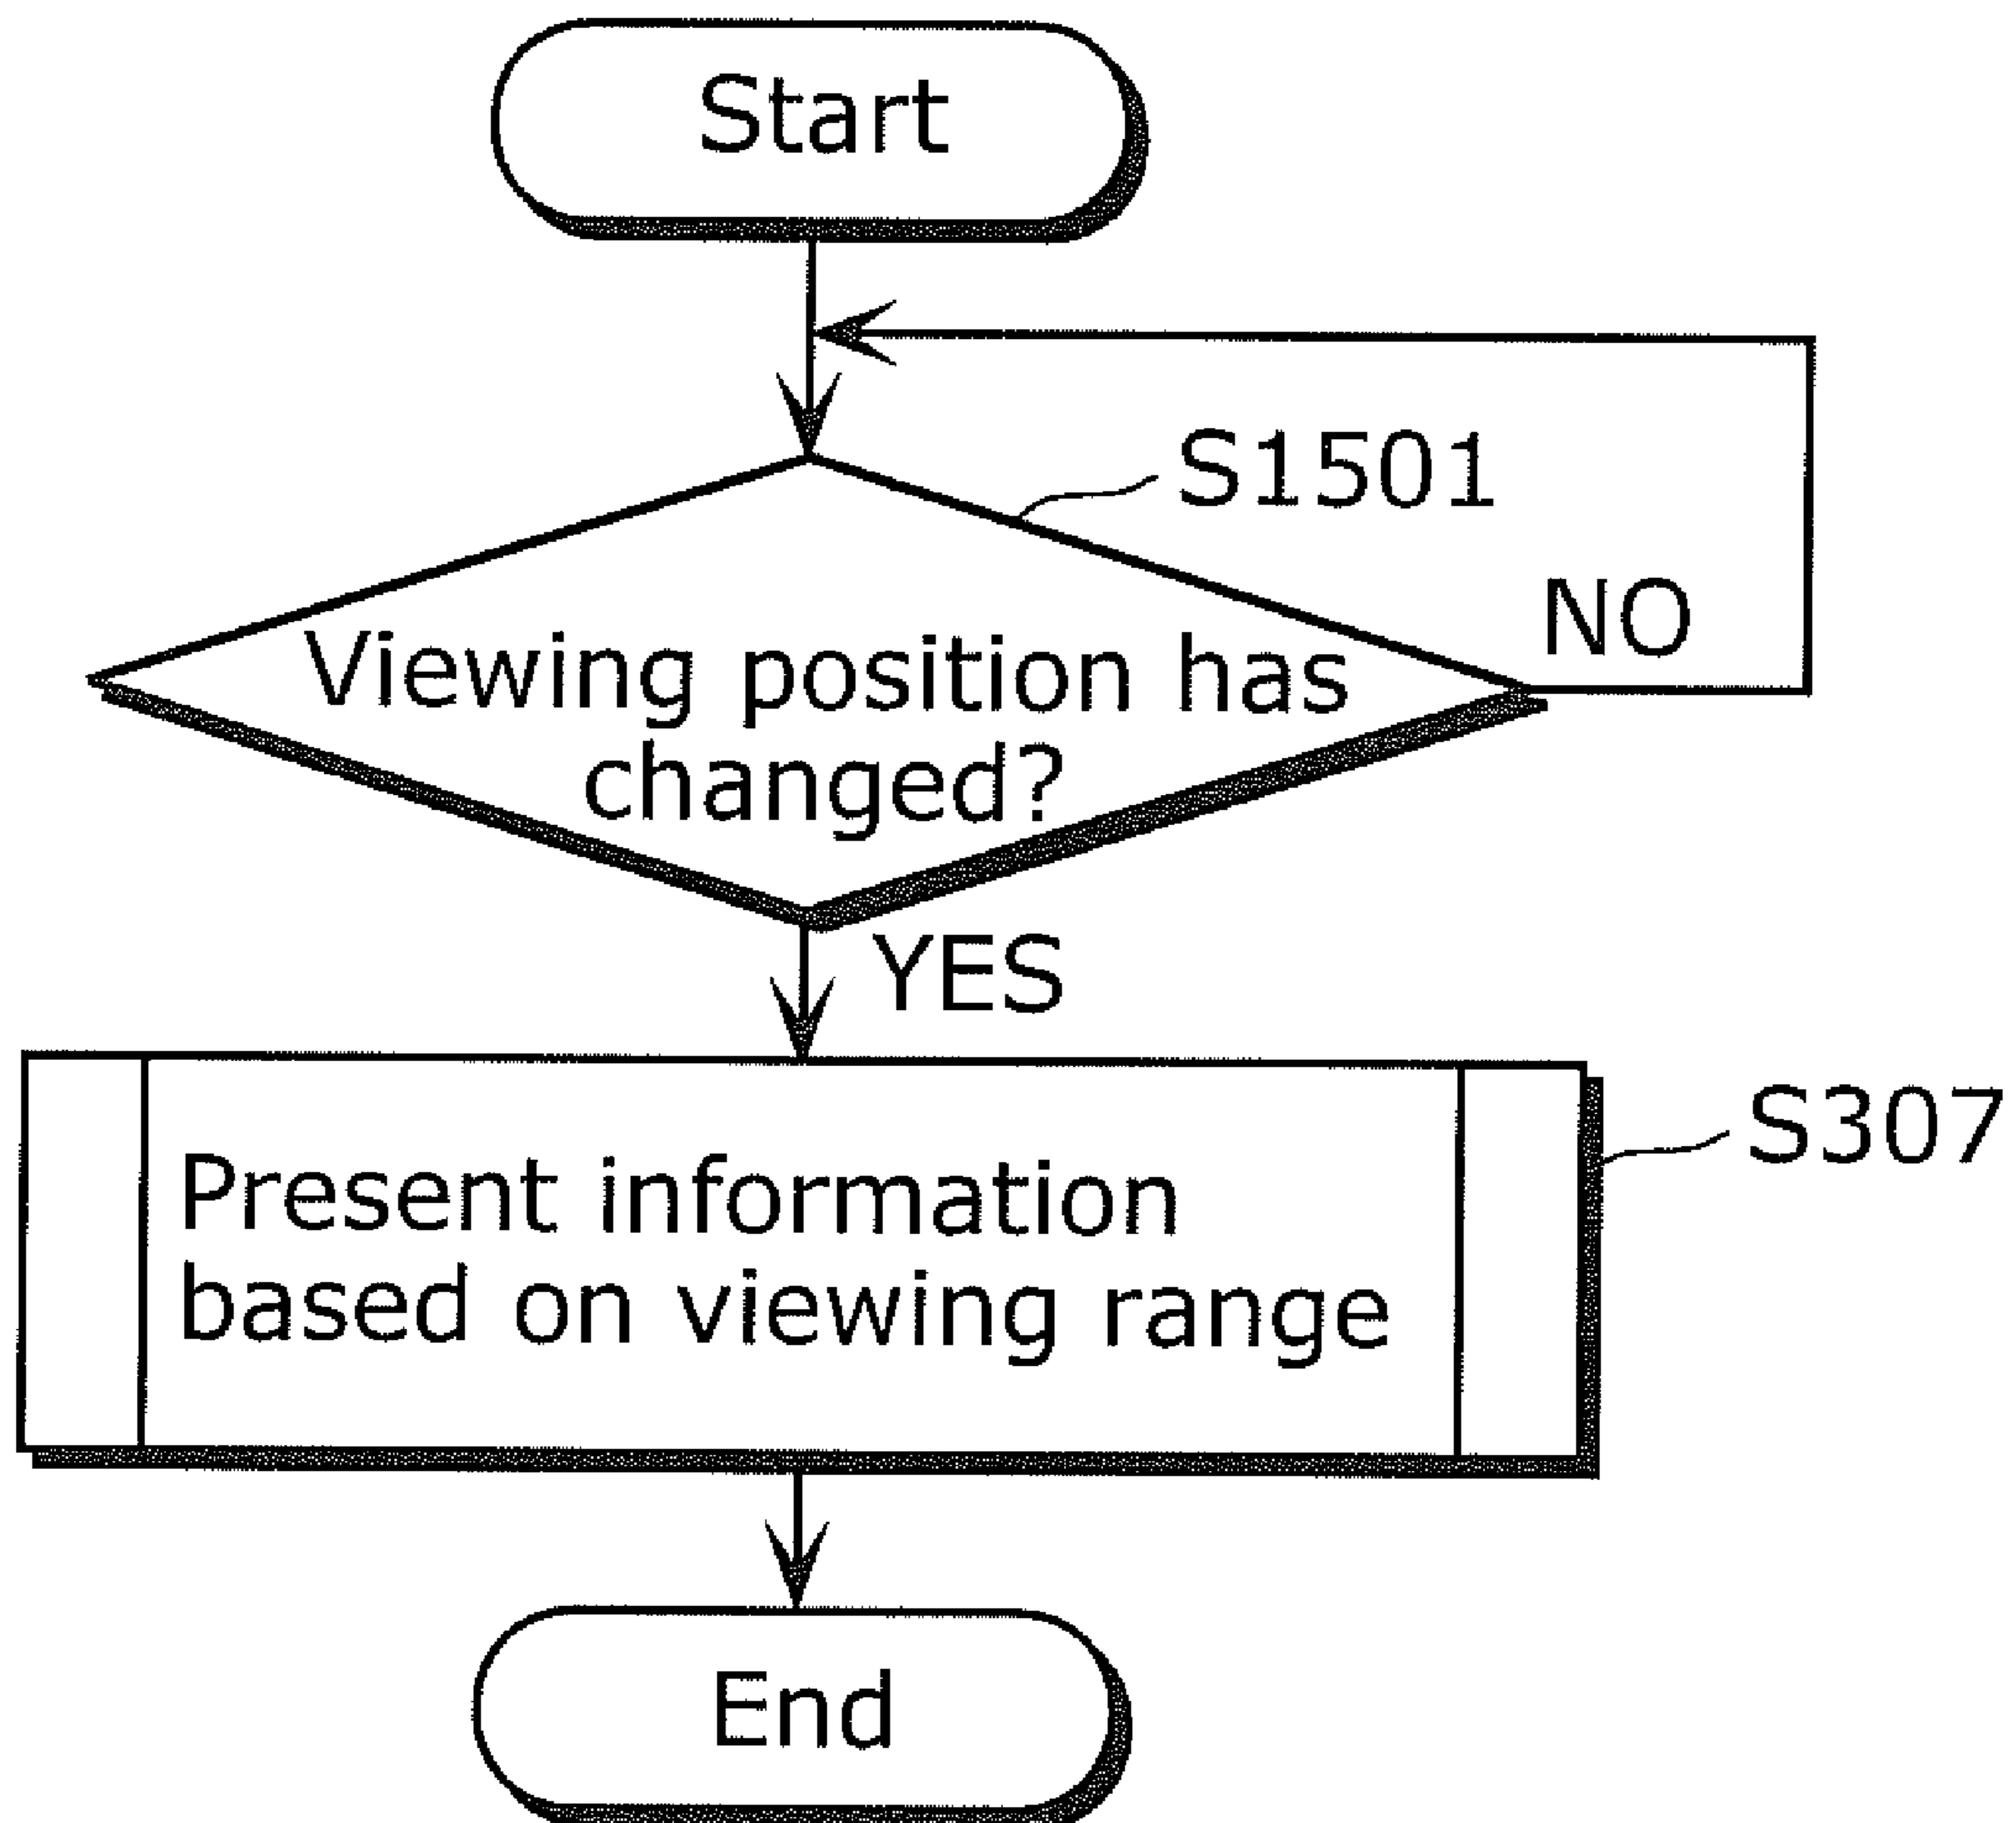 Start
S1501
NO
Viewing position has
changed?
YES
Present information
based on viewing range
S307
End